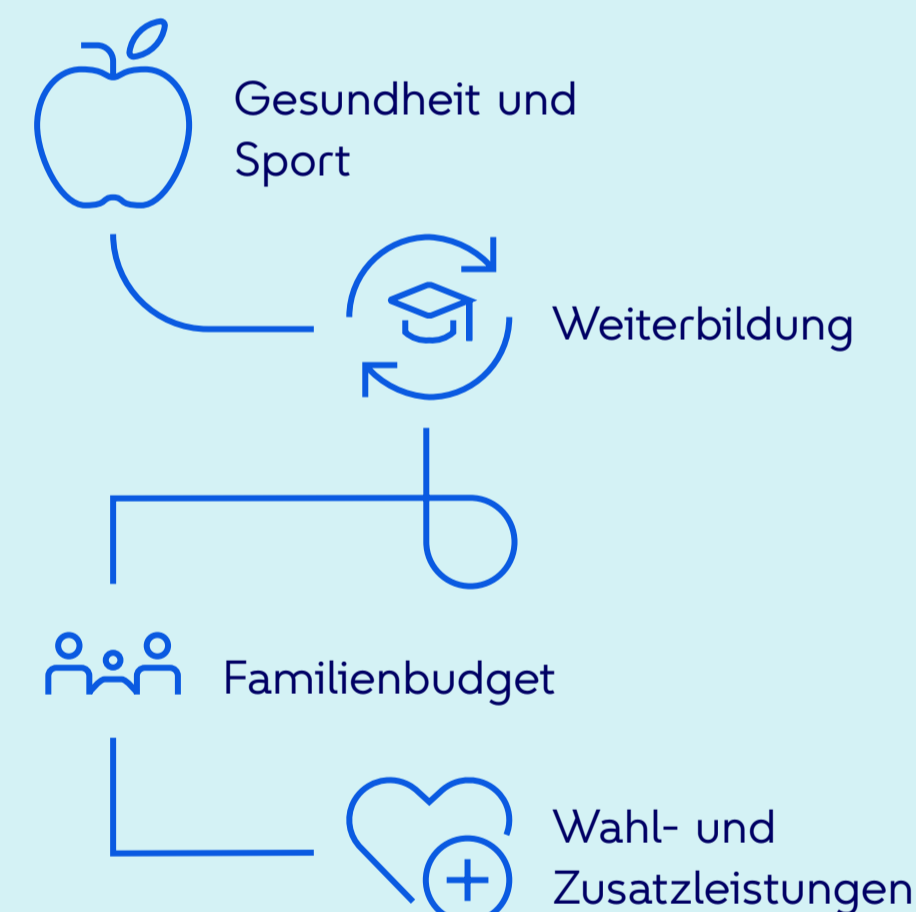 Gesundheit und
Sport
Weiterbildung
Familienbudget
Wahl- und
Zusatzleistungen